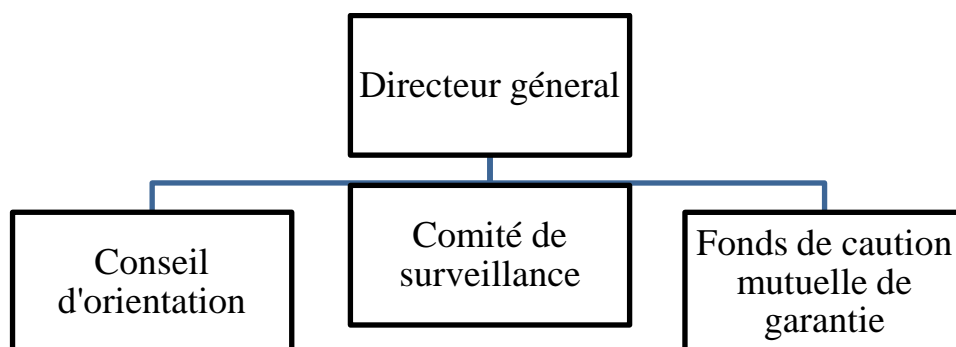 Directeur géneral
Conseil
d'orientation
Comité de
surveillance
Fonds de caution
mutuelle de
garantie